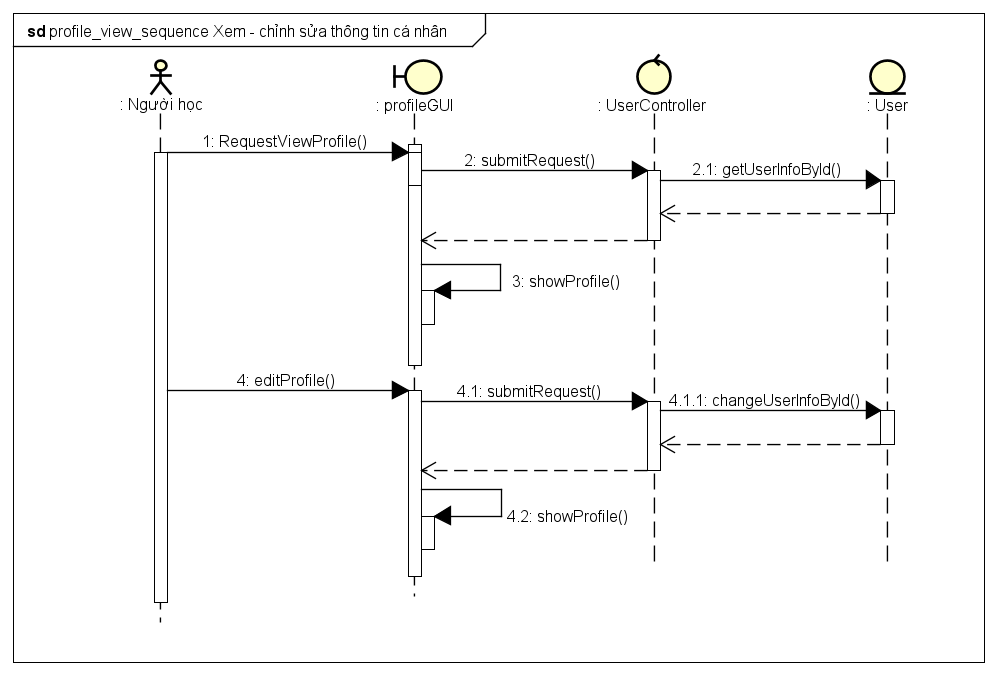 sd profile_view_sequence Xem - chỉnh sửa thông tin cá nhân
: Người học
: profileGUI
: UserController
: User
1: RequestViewProfile()
2: submitRequest()
2.1: getUserInfoById()
3: showProfile()
4: editProfile()
4.1: submitRequest()
4.1.1: changeUserInfoById()
4.2: showProfile()